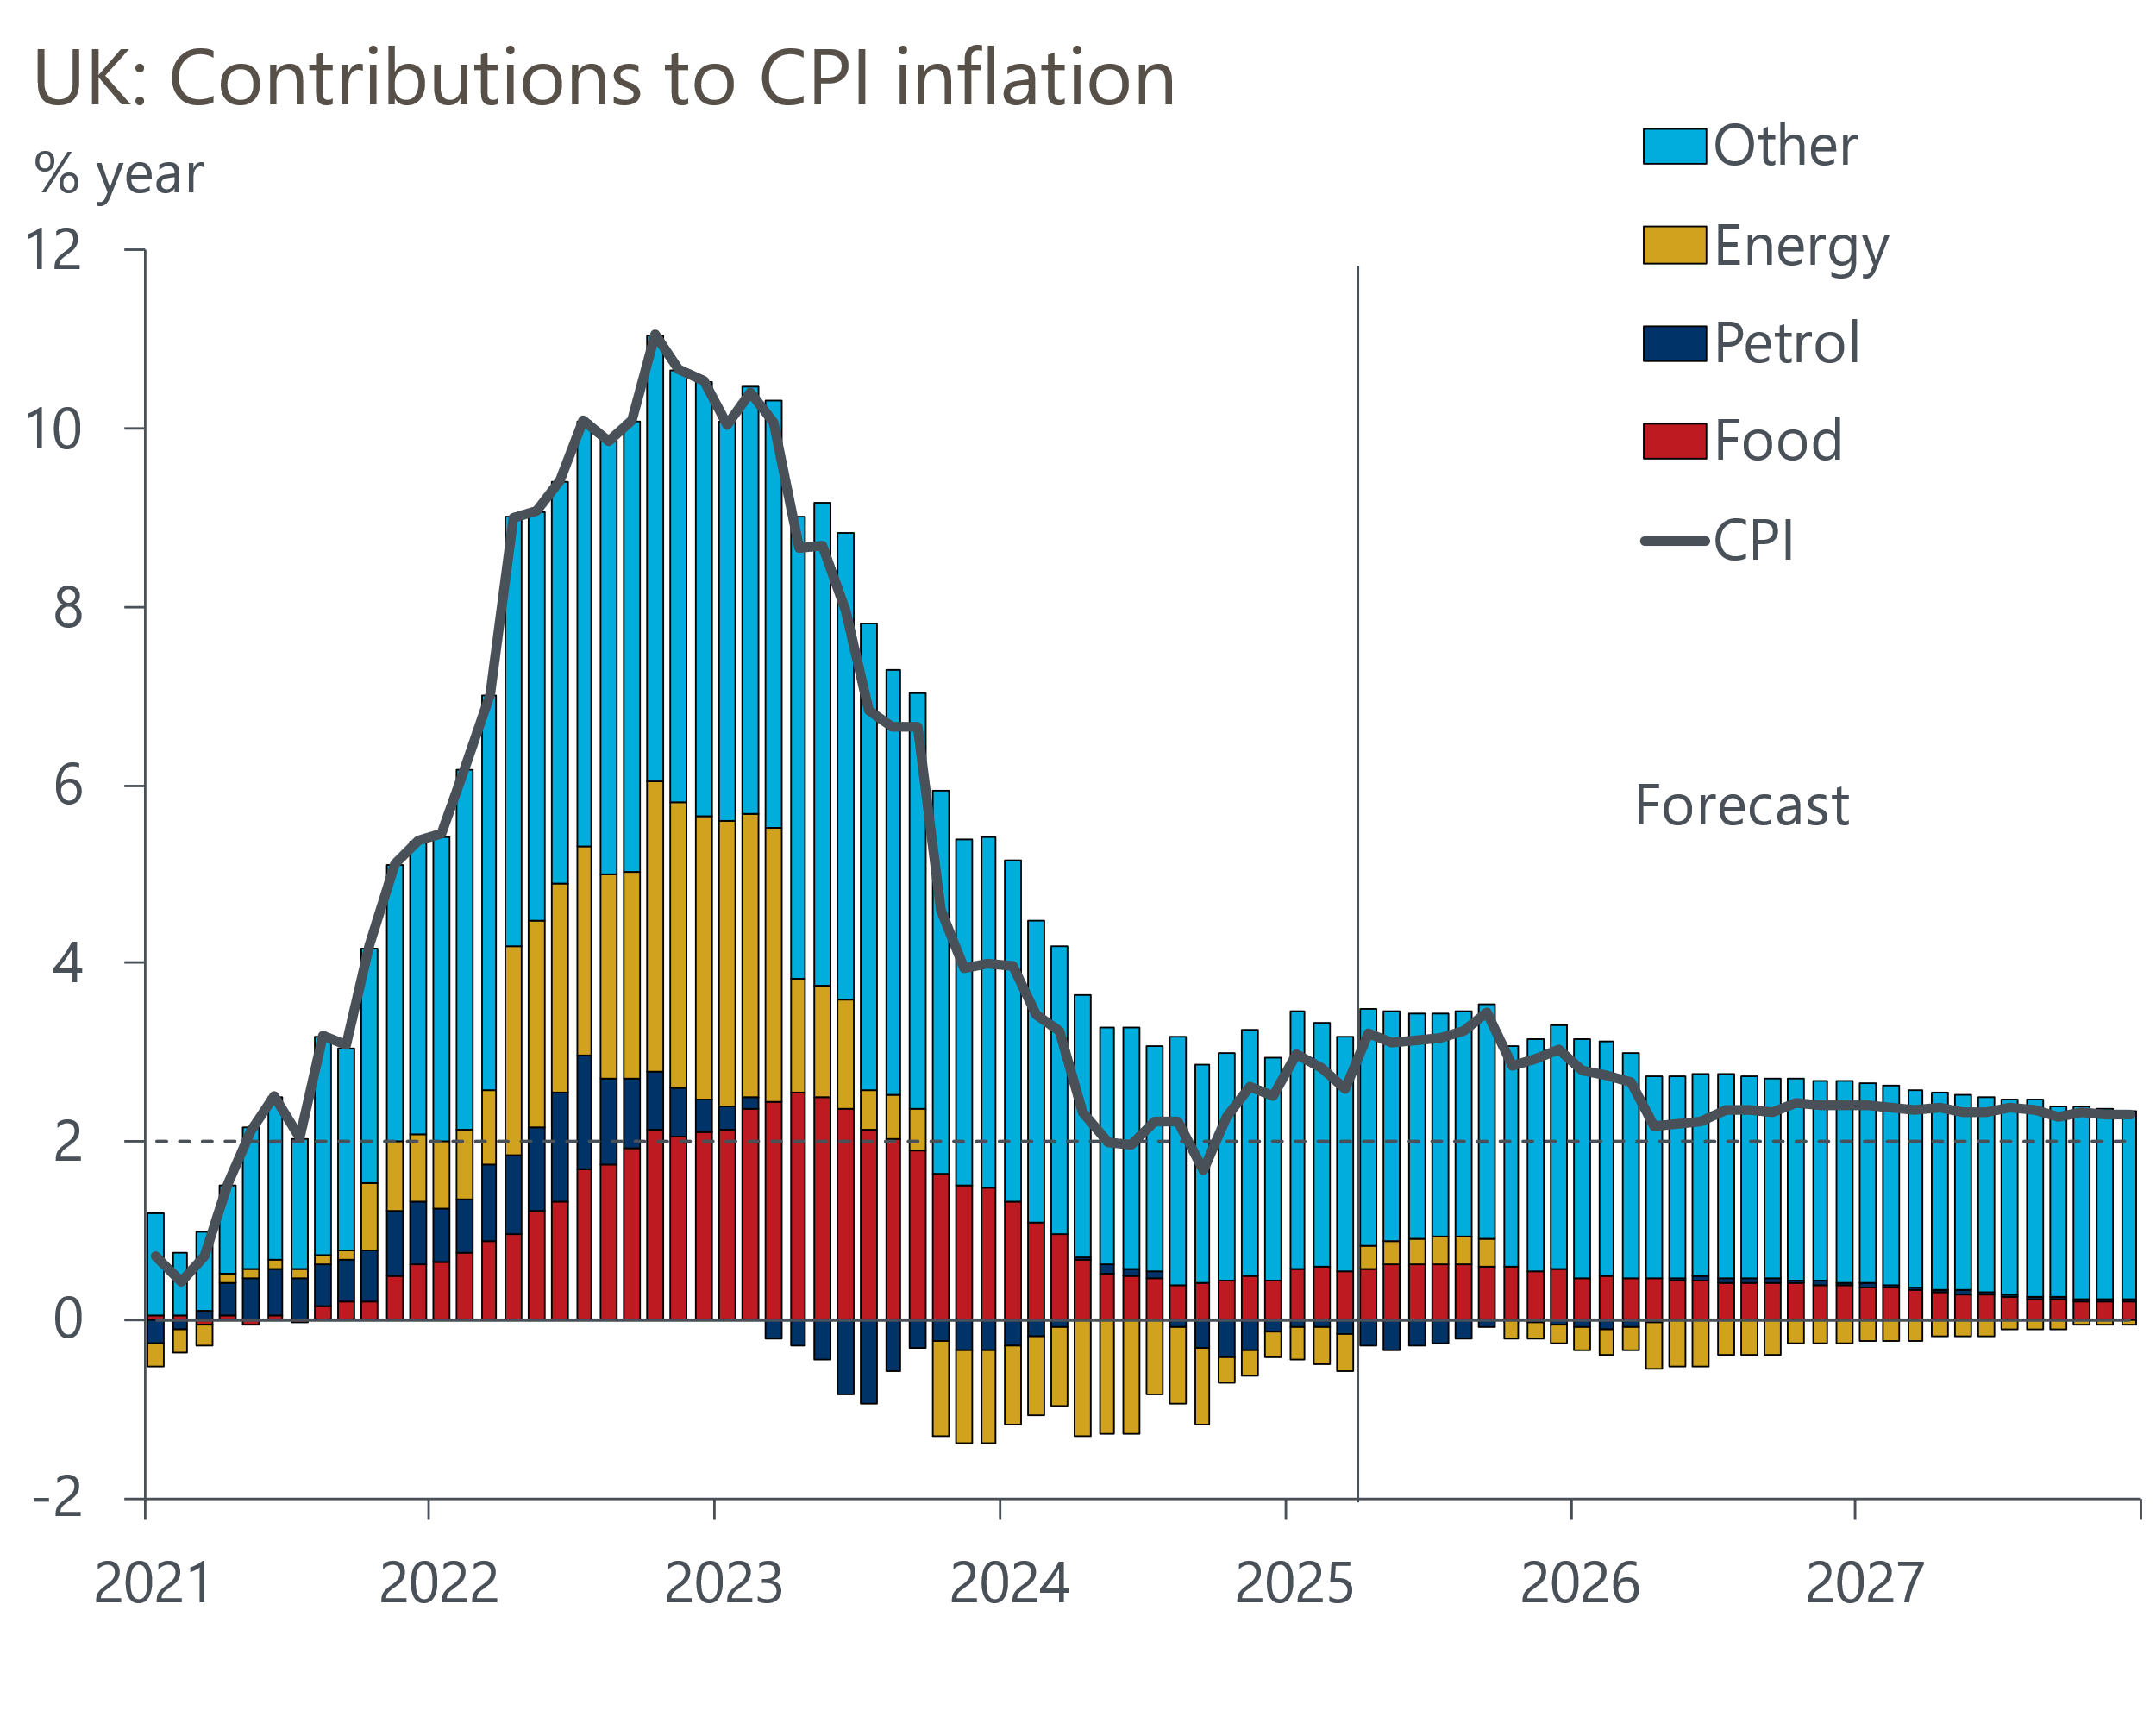 UK: Contributions to CPI inflation
% year
Other
Energy
Petrol
Food
CPI
Forecast
12
10
8
6
4
2
0
-2
2021 2022 2023 2024 2025 2026 2027